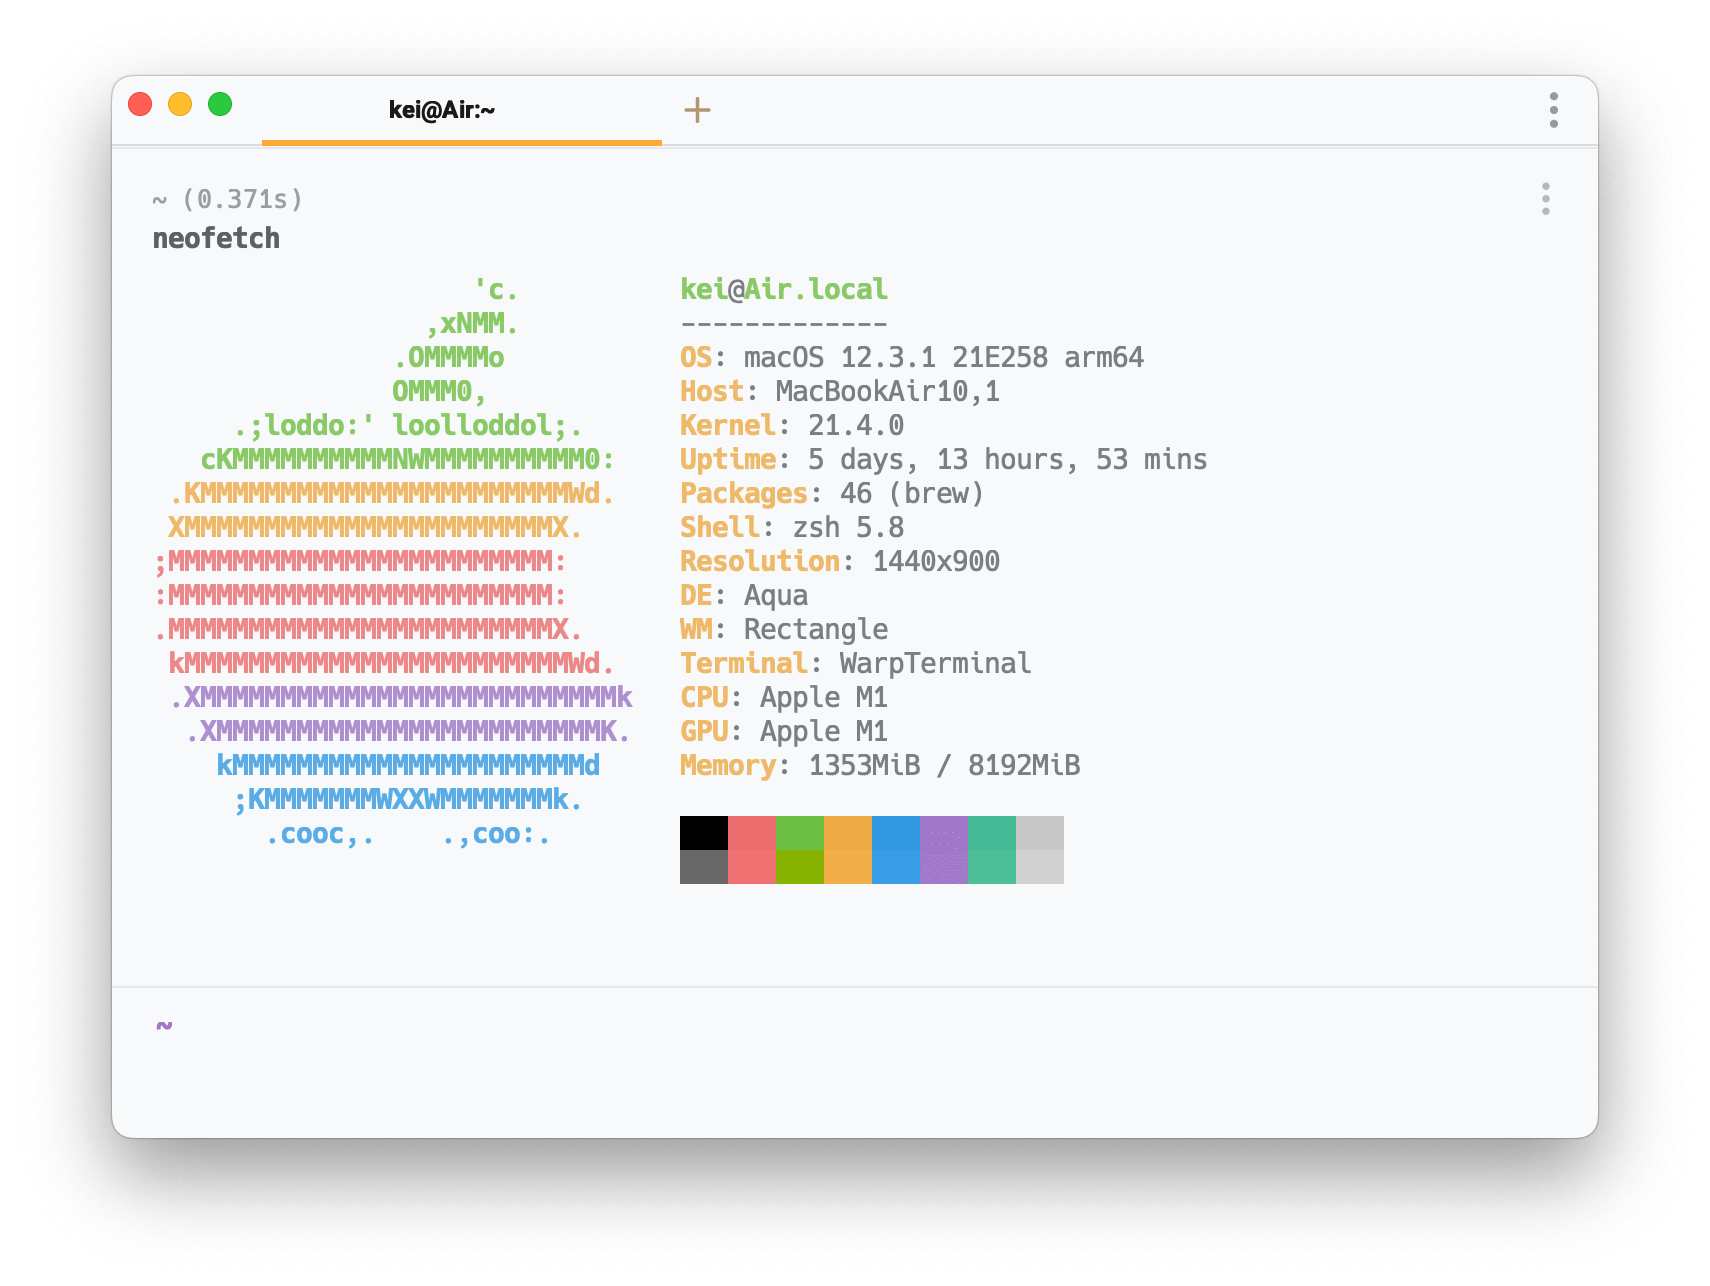 kei@Air:~
~ (0.371s)
neofetch
'c.
,xNMM.
.OMMMMo
OMMM0,
.;loddo:' loolloddol;.
cKMMMMMMMMMMNWMMMMMMMMMM0:
.KMMMMMMMMMMMMMMMMMMMMMMMWd.
XMMMMMMMMMMMMMMMMMMMMMMMX.
;MMMMMMMMMMMMMMMMMMMMMMMM:
:MMMMMMMMMMMMMMMMMMMMMMMM:
.MMMMMMMMMMMMMMMMMMMMMMMMX.
kMMMMMMMMMMMMMMMMMMMMMMMMWd.
.XMMMMMMMMMMMMMMMMMMMMMMMMMMk
.XMMMMMMMMMMMMMMMMMMMMMMMMK.
kMMMMMMMMMMMMMMMMMMMMMMd
;KMMMMMMMWXXWMMMMMMMk.
.cooc,.    .,coo:.
kei@Air.local
-------------
OS: macOS 12.3.1 21E258 arm64
Host: MacBookAir10,1
Kernel: 21.4.0
Uptime: 5 days, 13 hours, 53 mins
Packages: 46 (brew)
Shell: zsh 5.8
Resolution: 1440x900
DE: Aqua
WM: Rectangle
Terminal: WarpTerminal
CPU: Apple M1
GPU: Apple M1
Memory: 1353MiB / 8192MiB
~